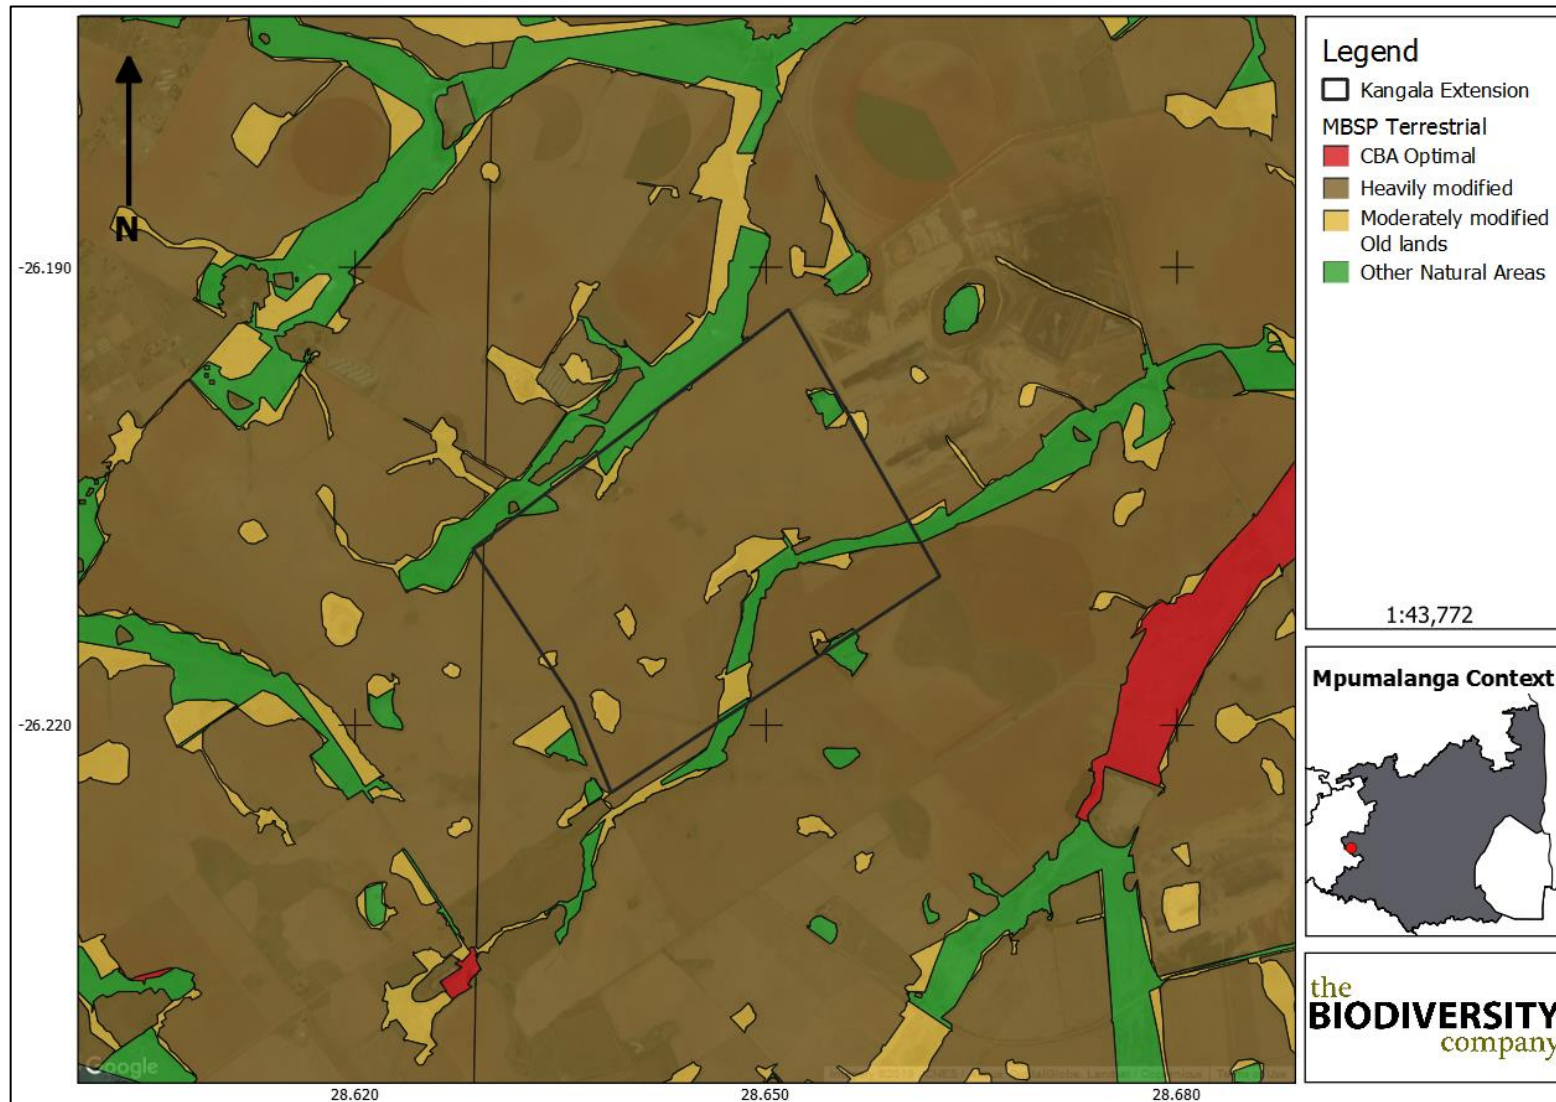 Legend
Kangala Extension
MBSP Terrestrial
CBA Optimal
Heavily modified
Moderately modified
Old lands
Other Natural Areas
1:43,772
Mpumalanga Context
the
BIODIVERSITY
company
N
-26.190
-26.220
28.620
28.650
28.680
Google